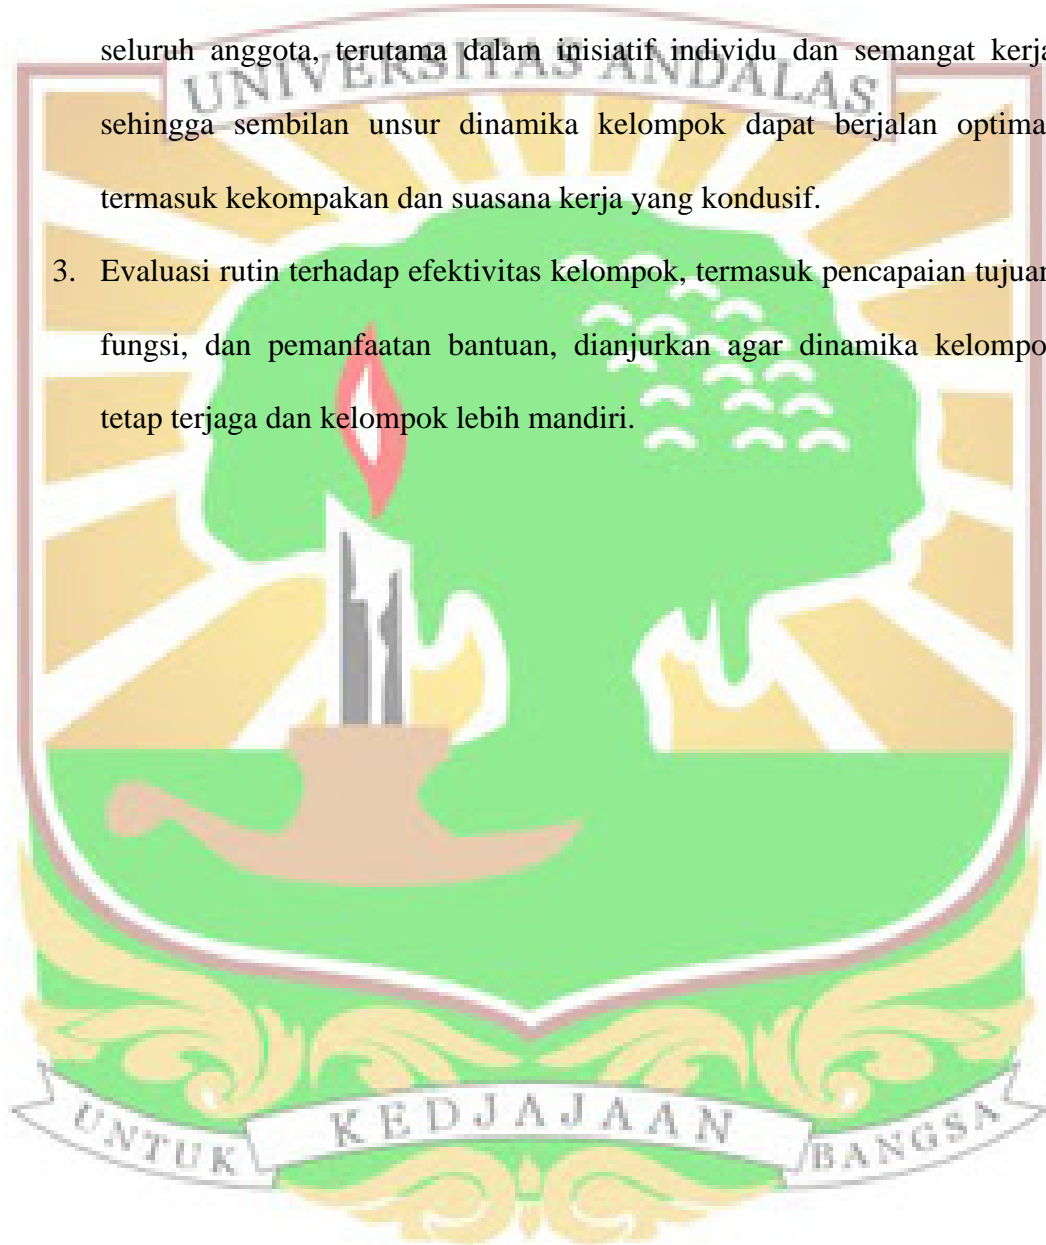 seluruh anggota, terutama dalam inisiatif individu dan semangat kerja
UNIVERSITAS ANDALAS
sehingga sembilan unsur dinamika kelompok dapat berjalan optima
termasuk kekompakan dan suasana kerja yang kondusif.
3. Evaluasi rutin terhadap efektivitas kelompok, termasuk pencapaian tujuan
fungsi, dan pemanfaatan bantuan, dianjurkan agar dinamika kelompo
tetap terjaga dan kelompok lebih mandiri.
UNTUK KEDJAJAAN BANGSA